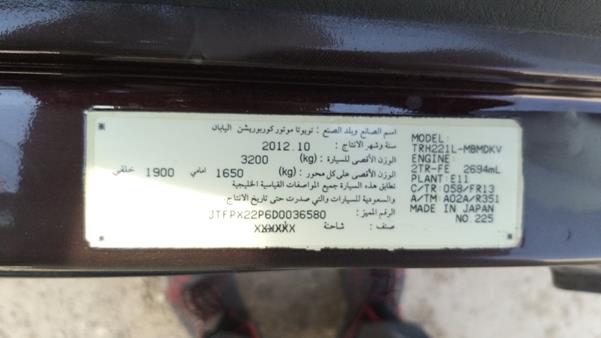 اسم الصانع وبلد الصنع : تويوتا موتور كوربوريشن اليابان
سنة وشهر الانتاج : 2012.10
الوزن الأقصى للسيارة : (kg) 3200
الوزن الأقصى على كل محور : (kg) 1650 امامي 1900 خلفي
تطابق هذه السيارة جميع المواصفات القياسية الخليجية
والسعودية للسيارات والتي صدرت حتى تاريخ الانتاج
الرقم المميز : JTFPX22P6D0036580
صنف : شاحنة
MODEL:
TRH221L-MBMDKV
ENGINE:
2TR-FE 2694mL
PLANT: E11
C/TR: 058/FR13
A/TM: A02A/R351
MADE IN JAPAN
NO.225